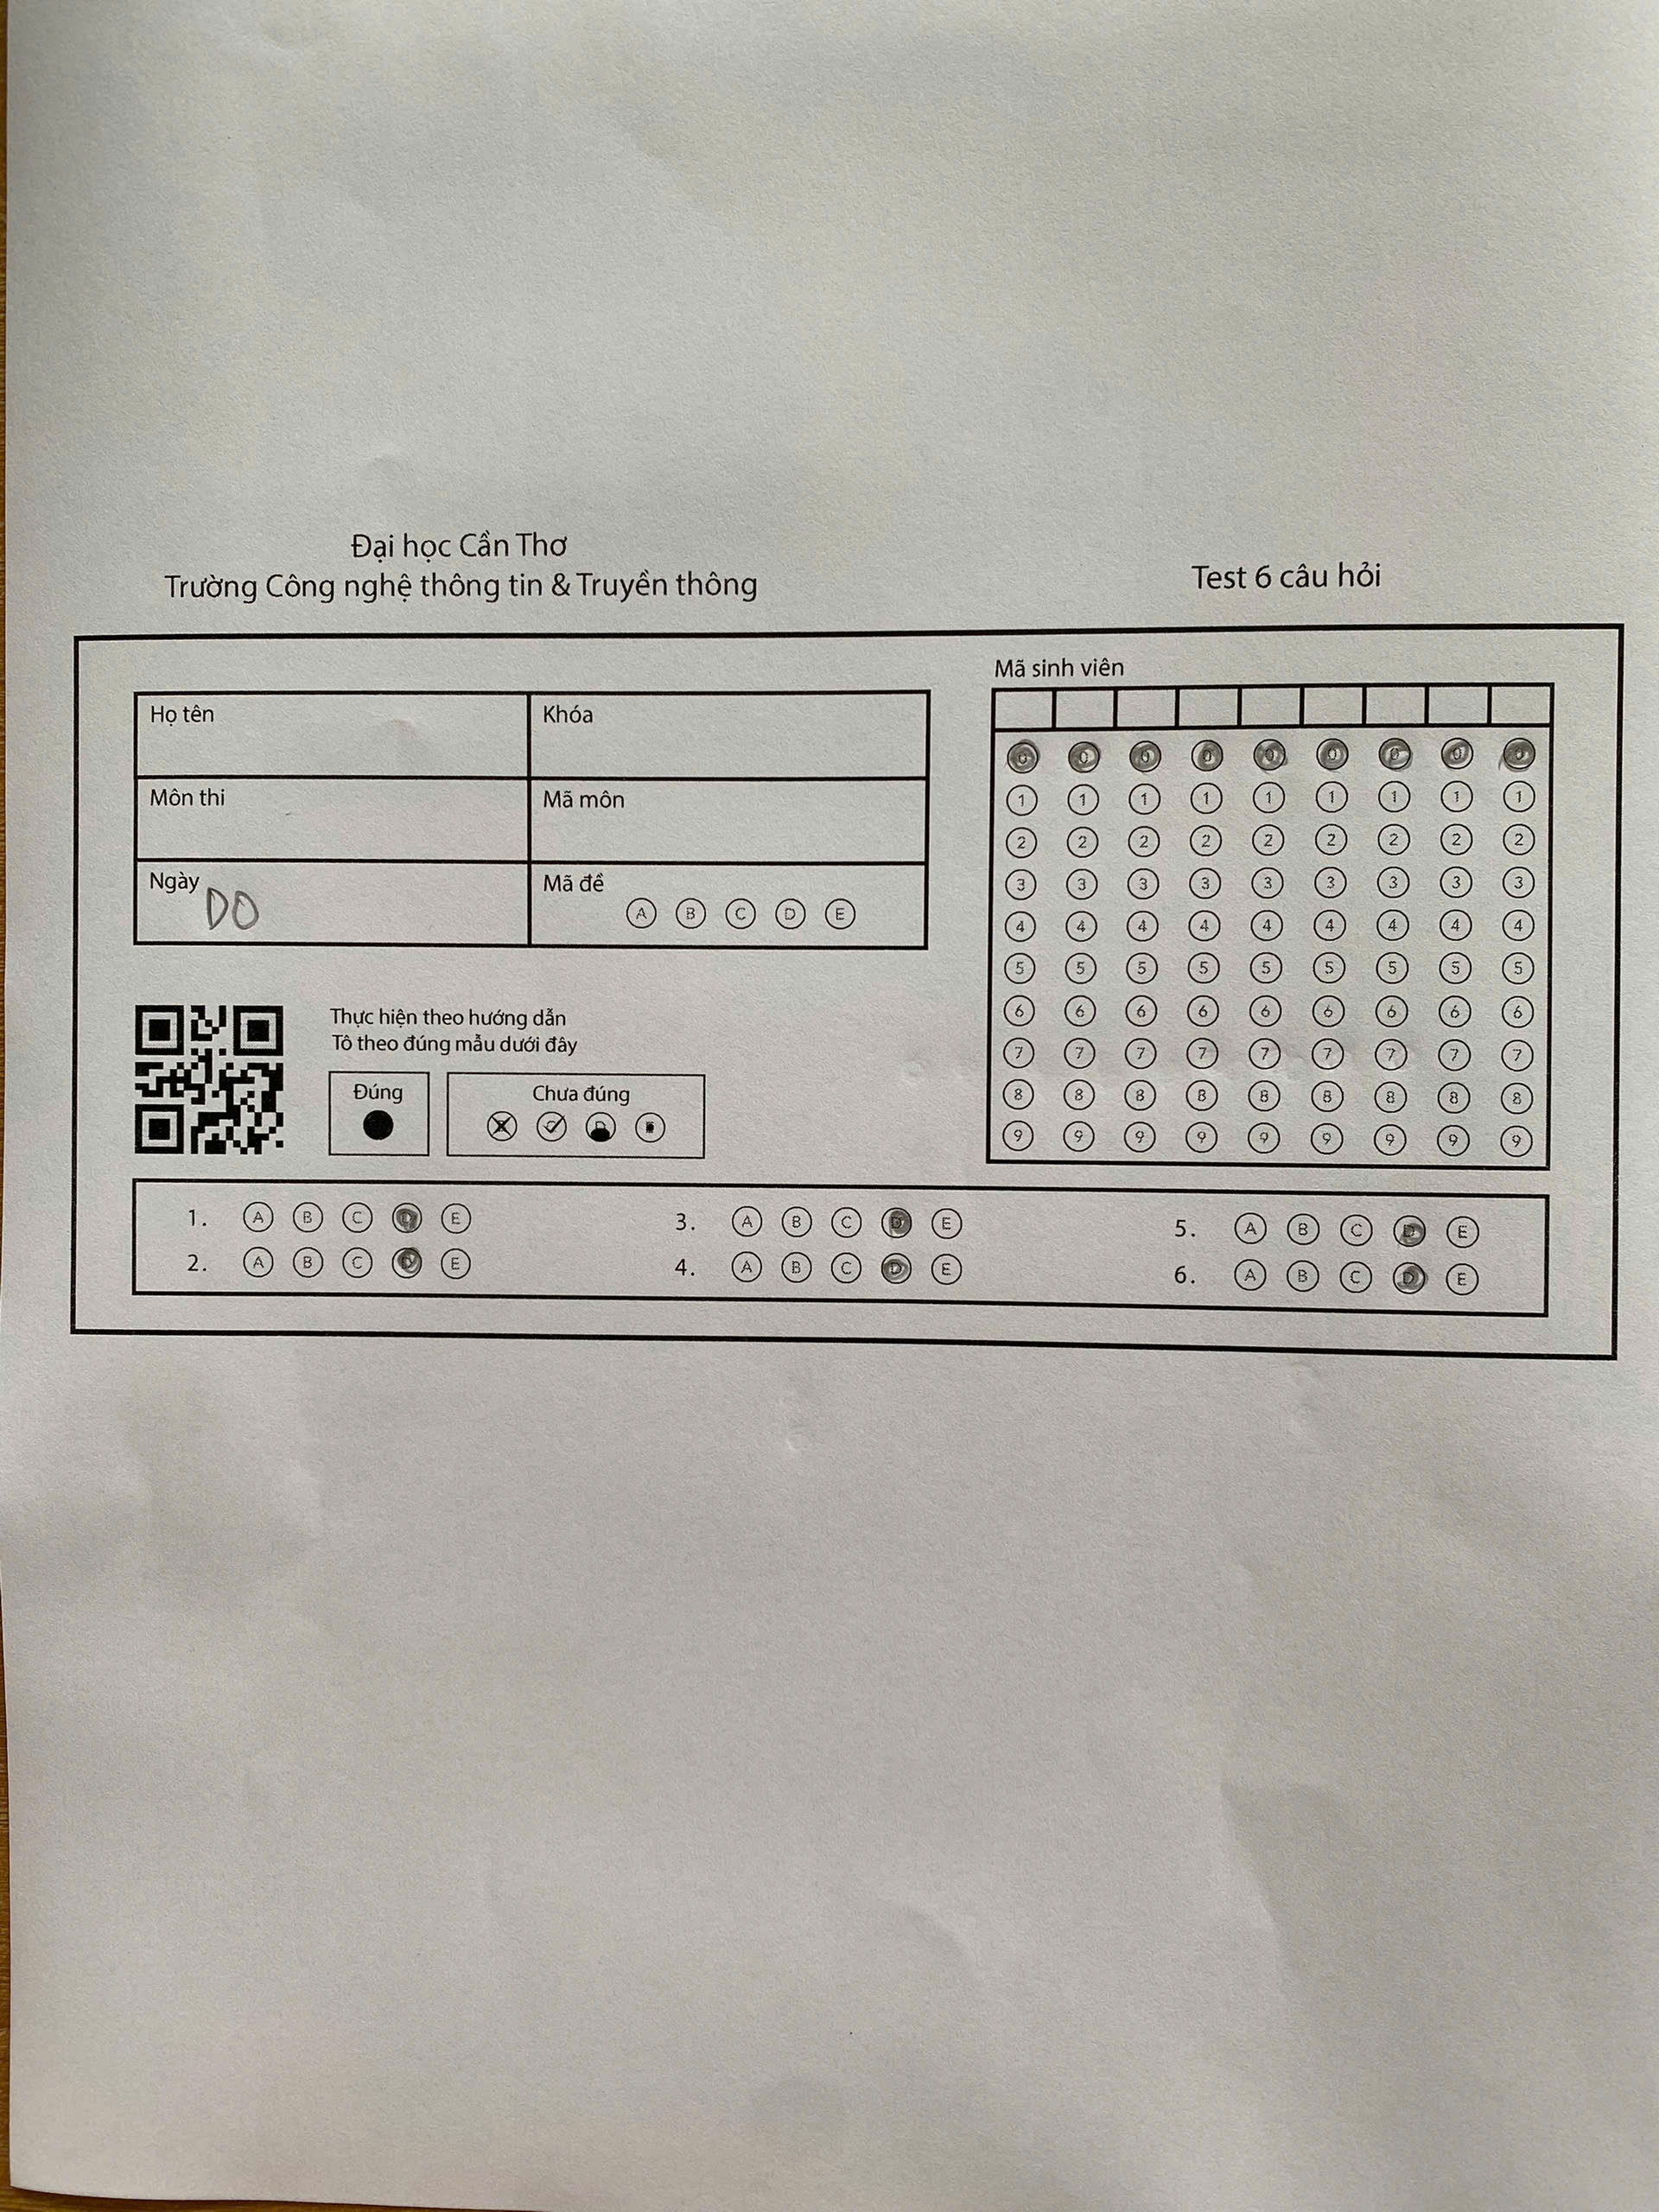 Đại học Cần Thơ
Trường Công nghệ thông tin & Truyền thông
Test 6 câu hỏi
Họ tên
Khóa
Môn thi
Mã môn
Ngày DO
Mã đề
A B C D E
Mã sinh viên
0 0 0 0 0 0 0 0 0
1 1 1 1 1 1 1 1 1
2 2 2 2 2 2 2 2 2
3 3 3 3 3 3 3 3 3
4 4 4 4 4 4 4 4 4
5 5 5 5 5 5 5 5 5
6 6 6 6 6 6 6 6 6
7 7 7 7 7 7 7 7 7
8 8 8 8 8 8 8 8 8
9 9 9 9 9 9 9 9 9
Thực hiện theo hướng dẫn
Tô theo đúng mẫu dưới đây
Đúng
Chưa đúng
1. A B C D E
2. A B C D E
3. A B C D E
4. A B C D E
5. A B C D E
6. A B C D E